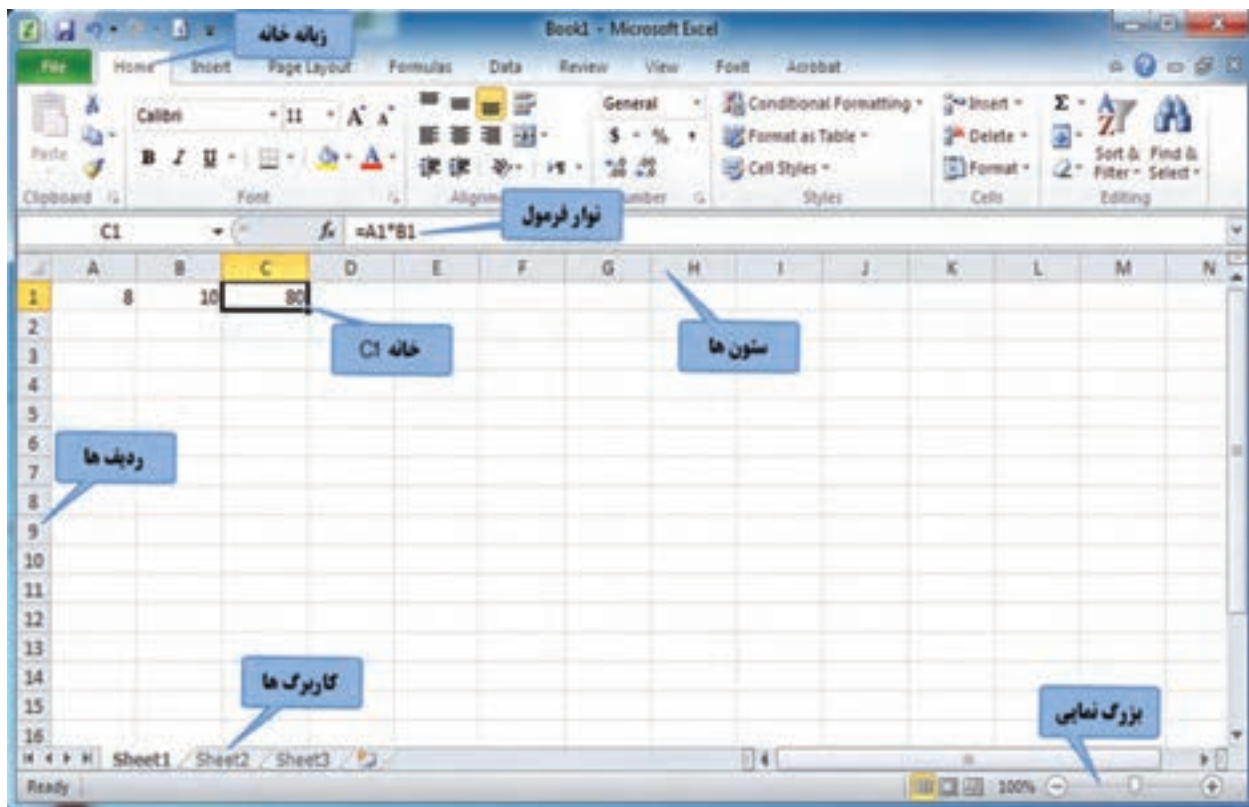 Book1 - Microsoft Excel
زبانه خانه
File Home Insert Page Layout Formulas Data Review View Foxit Acrobat
Calibri 11 A A General Conditional Formatting Insert Σ
Paste B I U A $ % , Format as Table Delete Sort & Filter Find & Select
Cell Styles Format
Clipboard Font Styles Cells Editing
نوار فرمول
C1 fx =A1*B1
A B C D E F G H I J K L M N
1 8 10 80
2
خانه C1
ستون ها
3
4
5
6
ردیف ها
7
8
9
10
11
12
13
14
کاربرگ ها
15
بزرگ نمایی
16
Sheet1 Sheet2 Sheet3
Ready 100%